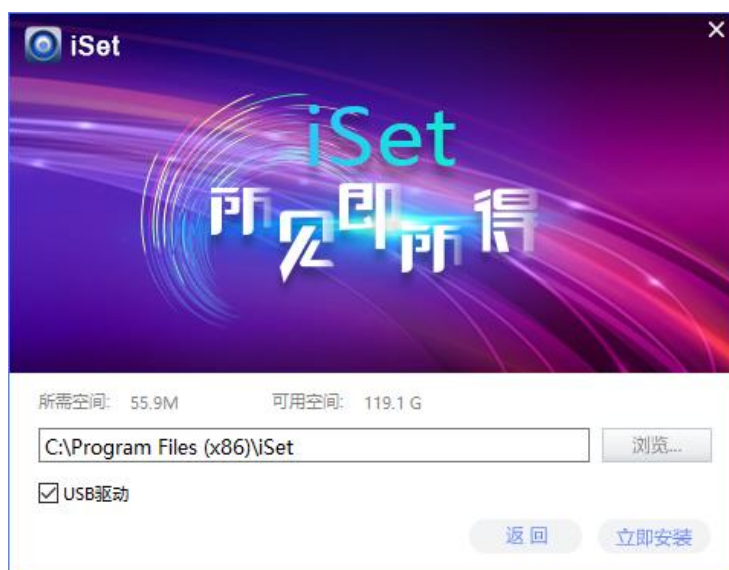 iSet
iSet
所见即所得
所需空间: 55.9M 可用空间: 119.1 G
C:\Program Files (x86)\iSet 浏览...
USB驱动
返回 立即安装